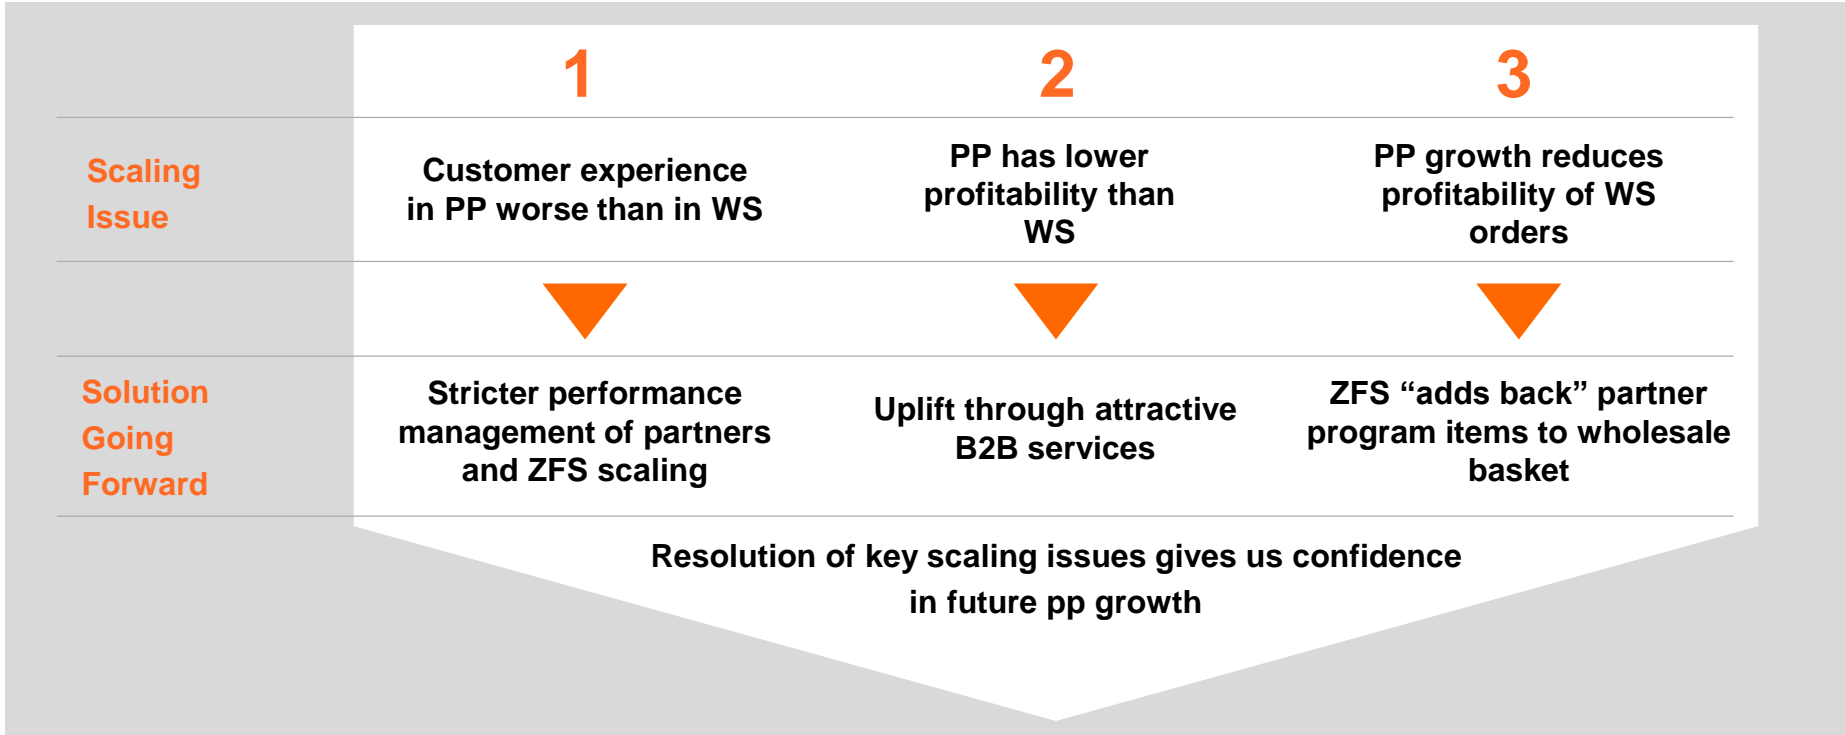 1
2
3
Scaling
Issue
Customer experience
in PP worse than in WS
PP has lower
profitability than
WS
PP growth reduces
profitability of WS
orders
Solution
Going
Forward
Stricter performance
management of partners
and ZFS scaling
Uplift through attractive
B2B services
ZFS “adds back” partner
program items to wholesale
basket
Resolution of key scaling issues gives us confidence
in future pp growth